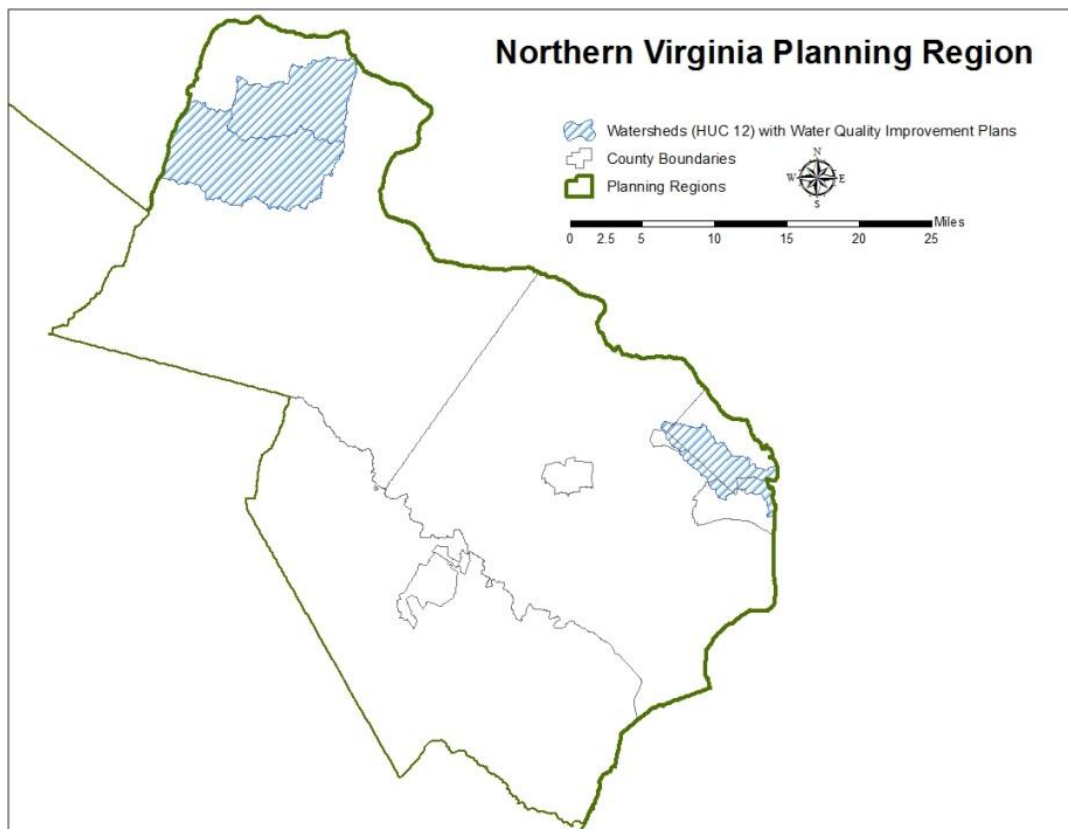 Northern Virginia Planning Region
Watersheds (HUC 12) with Water Quality Improvement Plans
County Boundaries
Planning Regions
N
W E
S
Miles
0 2.5 5 10 15 20 25